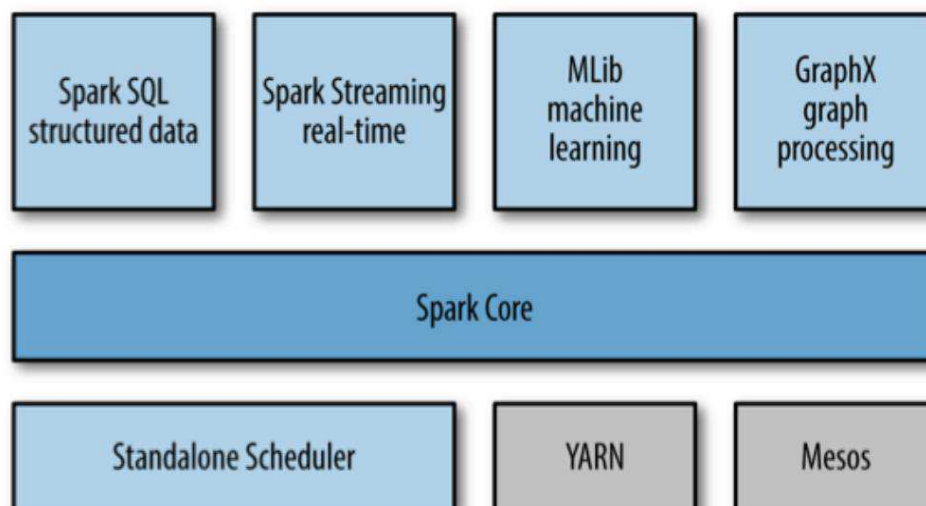 Spark SQL
structured data
Spark Streaming
real-time
MLib
machine
learning
GraphX
graph
processing
Spark Core
Standalone Scheduler
YARN
Mesos